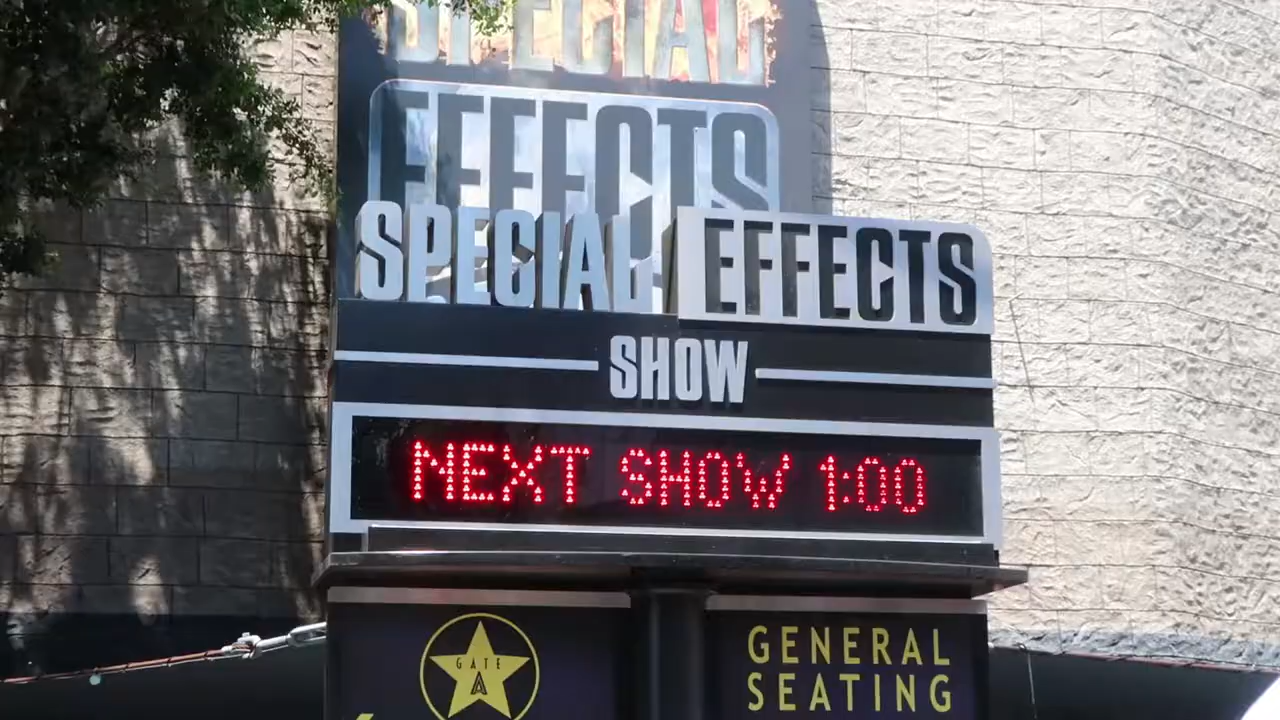 SPECIAL
EFFECTS
SPECIAL EFFECTS
SHOW
NEXT SHOW 1:00
GATE
A
GENERAL
SEATING